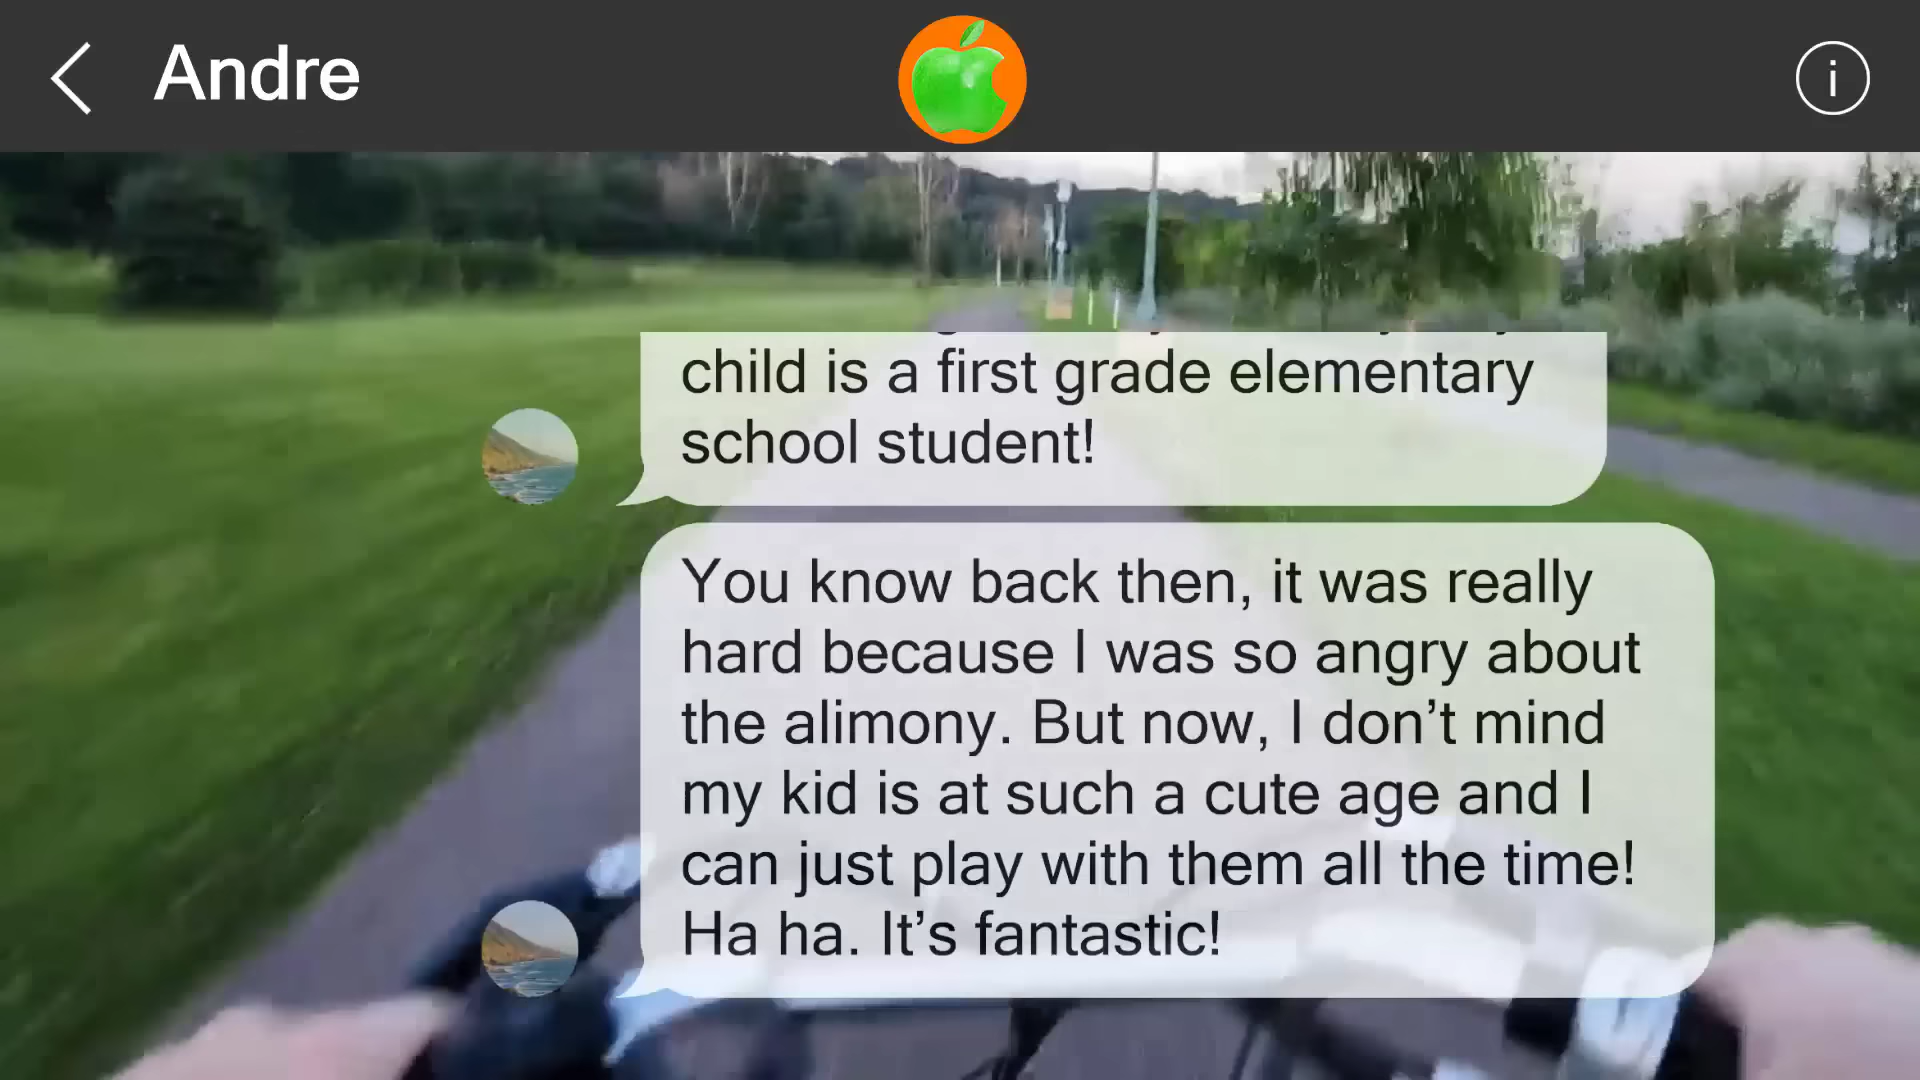 Andre
child is a first grade elementary
school student!
You know back then, it was really
hard because I was so angry about
the alimony. But now, I don’t mind
my kid is at such a cute age and I
can just play with them all the time!
Ha ha. It’s fantastic!